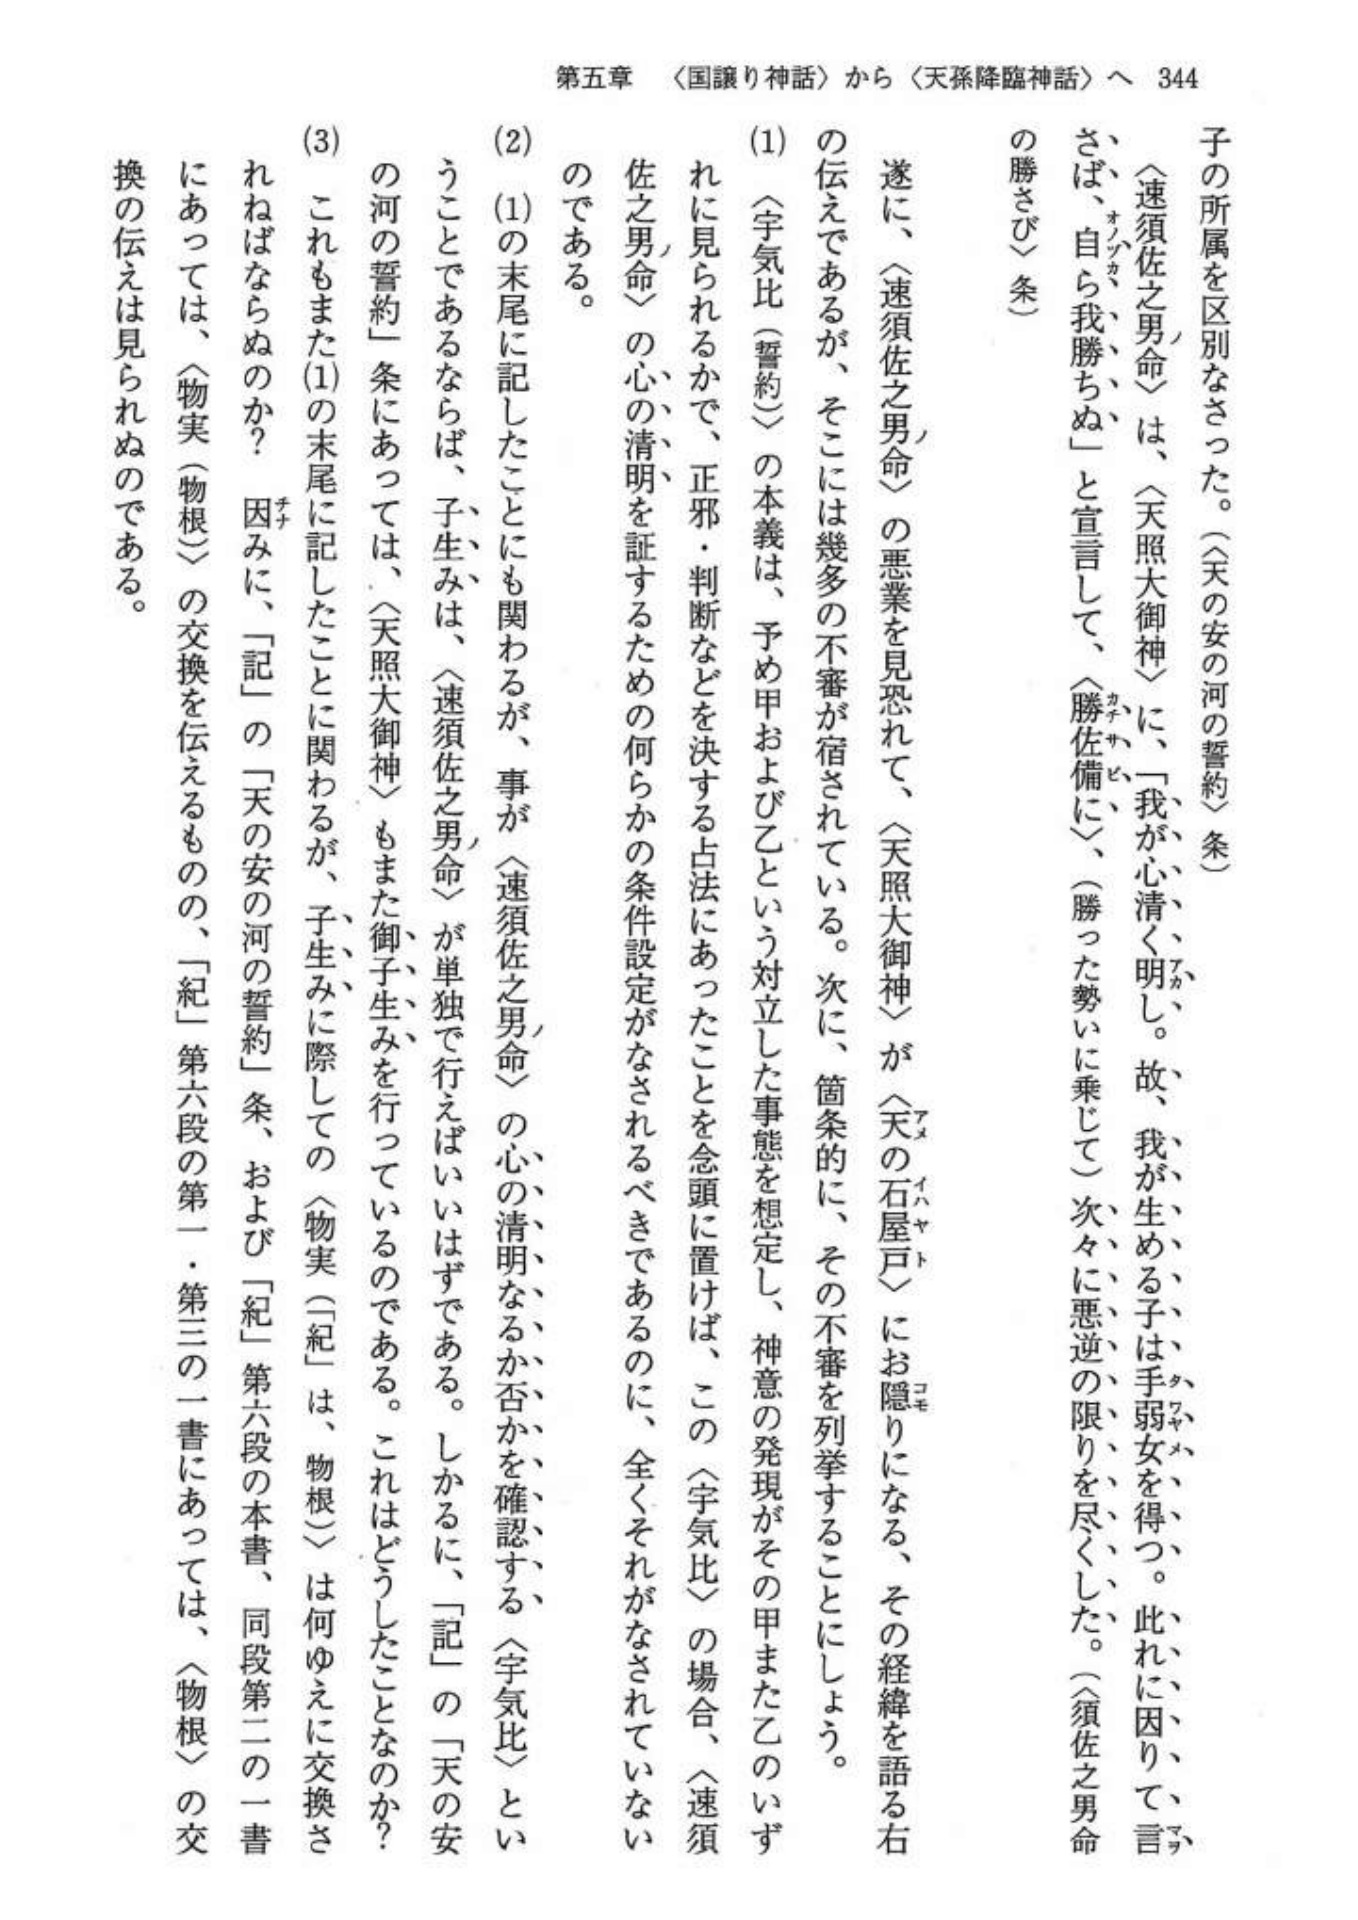 第五章　〈国譲り神話〉から〈天孫降臨神話〉へ　344
子の所属を区別なさった。（〈天の安の河の誓約〉条）
〈速須佐之男命〉は、〈天照大御神〉に、「我が心清く明し。故、我が生める子は手弱女を得つ。此れに因りて言
さば、自ら我勝ちぬ」と宣言して、〈勝佐備に〉、（勝った勢いに乗じて）次々に悪逆の限りを尽くした。（〈須佐之男命
の勝さび〉条）
遂に、〈速須佐之男命〉の悪業を見恐れて、〈天照大御神〉が〈天の石屋戸〉にお隠りになる、その経緯を語る右
の伝えであるが、そこには幾多の不審が宿されている。次に、箇条的に、その不審を列挙することにしょう。
(1)　〈宇気比（誓約）〉の本義は、予め甲および乙という対立した事態を想定し、神意の発現がその甲また乙のいず
れに見られるかで、正邪・判断などを決する占法にあったことを念頭に置けば、この〈宇気比〉の場合、〈速須
佐之男命〉の心の清明を証するための何らかの条件設定がなされるべきであるのに、全くそれがなされていない
のである。
(2)　(1)の末尾に記したことにも関わるが、事が〈速須佐之男命〉の心の清明なるか否かを確認する〈宇気比〉とい
うことであるならば、子生みは、〈速須佐之男命〉が単独で行えばいいはずである。しかるに、「記」の「天の安
の河の誓約」条にあっては、〈天照大御神〉もまた御子生みを行っているのである。これはどうしたことなのか?
(3)　これもまた(1)の末尾に記したことに関わるが、子生みに際しての〈物実（「紀」は、物根）〉は何ゆえに交換さ
れねばならぬのか?　因みに、「記」の「天の安の河の誓約」条、および「紀」第六段の本書、同段第二の一書
にあっては、〈物実（物根）〉の交換を伝えるものの、「紀」第六段の第一・第三の一書にあっては、〈物根〉の交
換の伝えは見られぬのである。